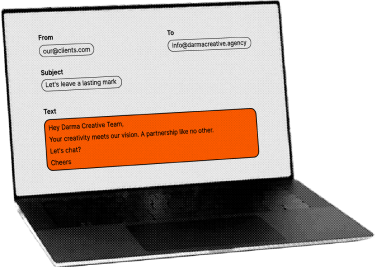 From
To
our@clients.com
info@darmacreative.agency
Subject
Let's leave a lasting mark
Text
Hey Darma Creative Team,
Your creativity meets our vision. A partnership like no other.
Let's chat?
Cheers